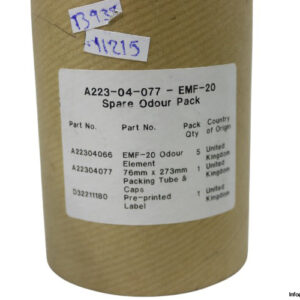 B938
11215
A223-04-077 - EMF-20
Spare Odour Pack
Part No. Part No. Pack Qty Country of Origin
A22304066 EMF-20 Odour Element 5 United Kingdom
A22304077 76mm x 273mm Packing Tube & Caps 1 United Kingdom
D32211180 Pre-printed Label 1 United Kingdom